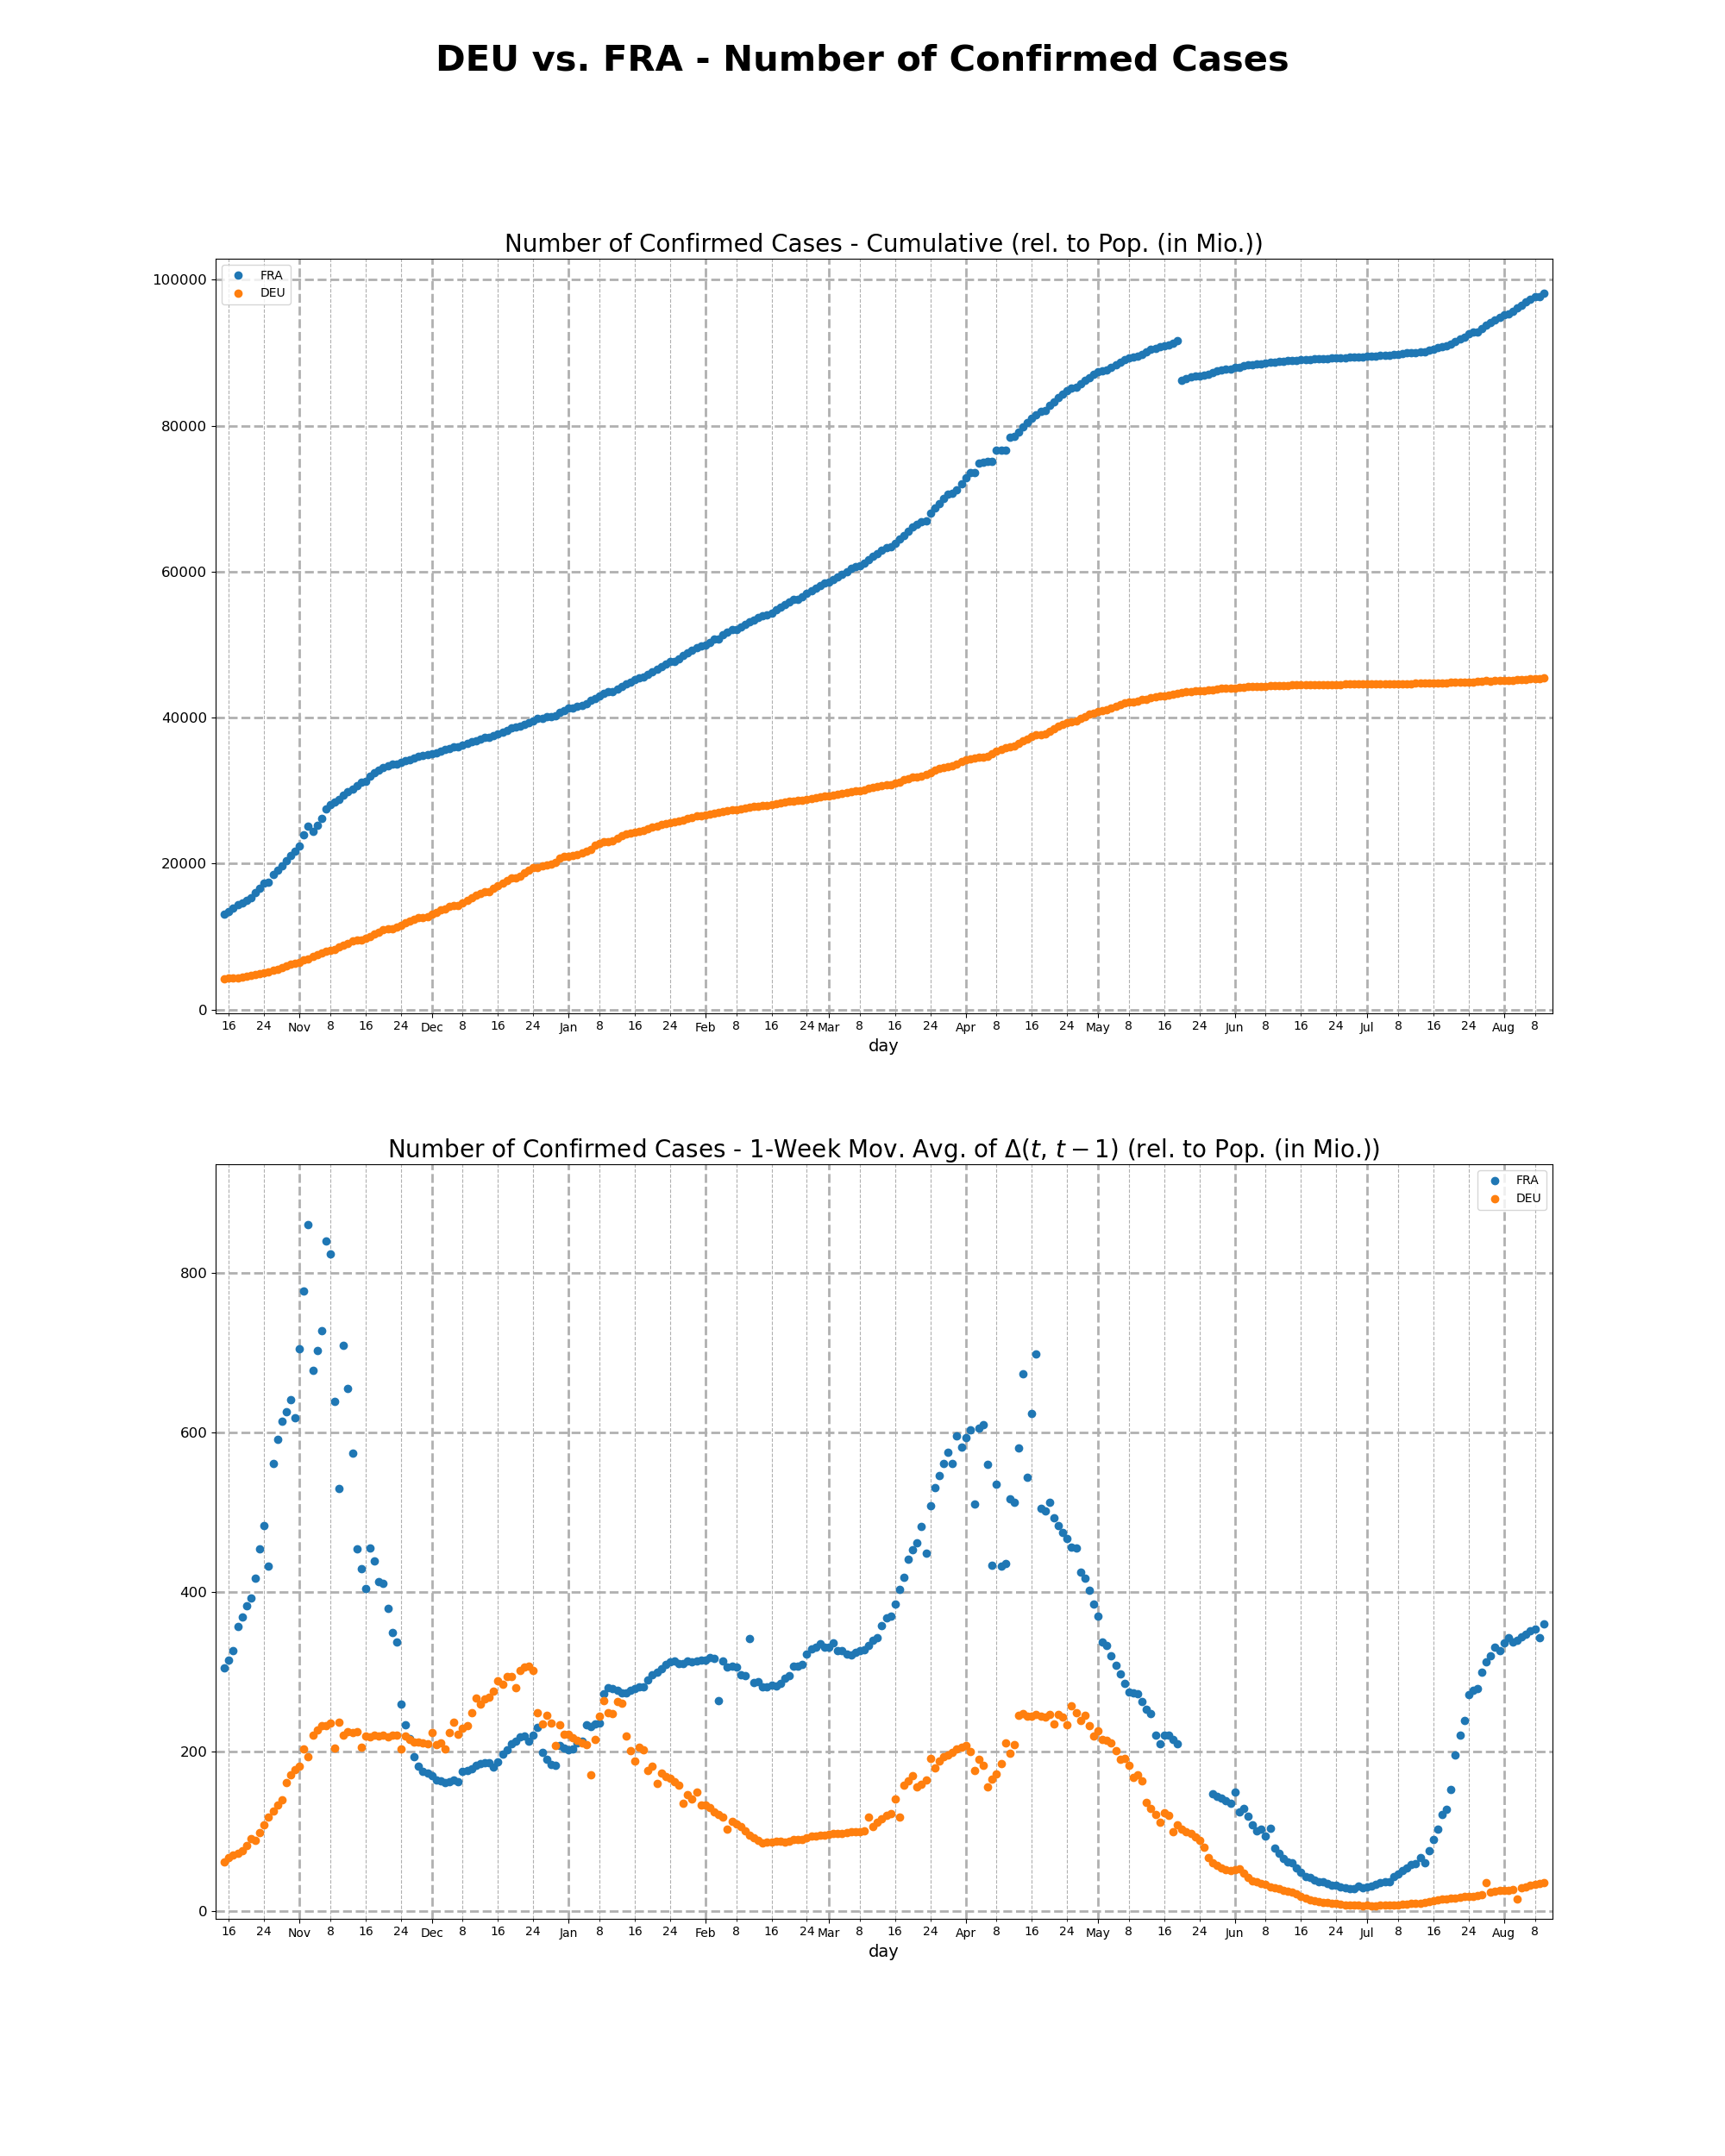 DEU vs. FRA - Number of Confirmed Cases
Number of Confirmed Cases - Cumulative (rel. to Pop. (in Mio.))
FRA
DEU
100000
80000
60000
40000
20000
0
16 24 Nov 8 16 24 Dec 8 16 24 Jan 8 16 24 Feb 8 16 24 Mar 8 16 24 Apr 8 16 24 May 8 16 24 Jun 8 16 24 Jul 8 16 24 Aug 8
day
Number of Confirmed Cases - 1-Week Mov. Avg. of Δ(t, t − 1) (rel. to Pop. (in Mio.))
FRA
DEU
800
600
400
200
0
16 24 Nov 8 16 24 Dec 8 16 24 Jan 8 16 24 Feb 8 16 24 Mar 8 16 24 Apr 8 16 24 May 8 16 24 Jun 8 16 24 Jul 8 16 24 Aug 8
day